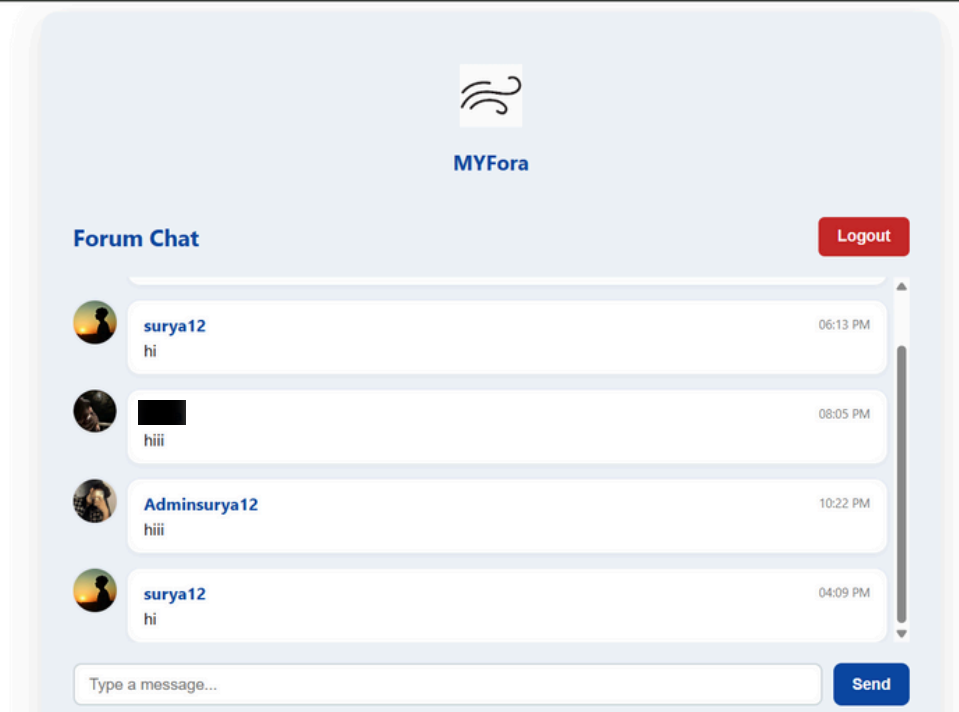 MYFora
Forum Chat
Logout
surya12
06:13 PM
hi
08:05 PM
hiii
Adminsurya12
10:22 PM
hiii
surya12
04:09 PM
hi
Type a message...
Send